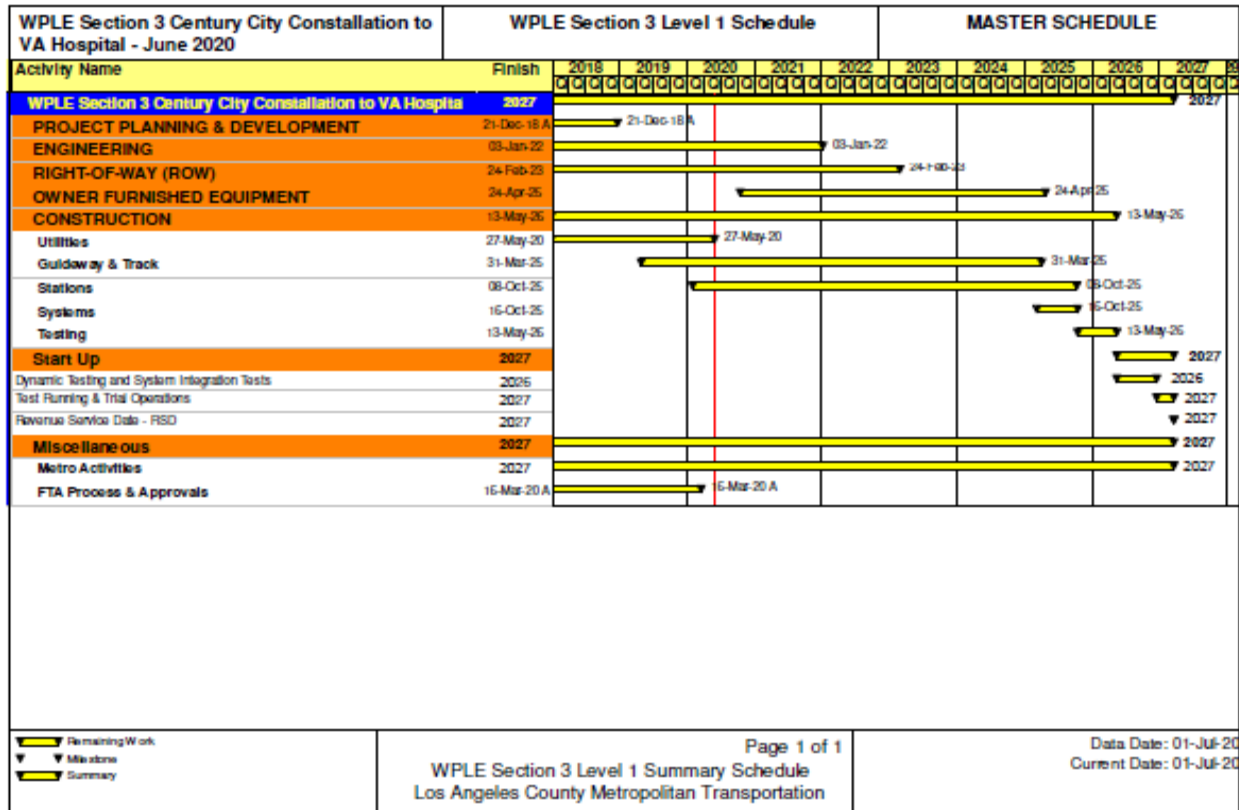 WPLE Section 3 Century City Constallation to
VA Hospital - June 2020
WPLE Section 3 Level 1 Schedule
MASTER SCHEDULE
Activity Name Finish 2018 2019 2020 2021 2022 2023 2024 2025 2026 2027
Q Q Q Q Q Q Q Q Q Q Q Q Q Q Q Q Q Q Q Q Q Q Q Q Q Q Q Q Q Q Q Q Q Q Q Q Q Q Q Q
WPLE Section 3 Century City Constallation to VA Hospita 2027 2027
PROJECT PLANNING & DEVELOPMENT 21-Dec-18 A 21-Dec-18 A
ENGINEERING 03-Jan-22 03-Jan-22
RIGHT-OF-WAY (ROW) 24-Feb-23 24-Feb-23
OWNER FURNISHED EQUIPMENT 24-Apr-25 24-Apr-25
CONSTRUCTION 13-May-26 13-May-26
Utilities 27-May-20 27-May-20
Guideway & Track 31-Mar-25 31-Mar-25
Stations 08-Oct-25 08-Oct-25
Systems 16-Oct-25 16-Oct-25
Testing 13-May-26 13-May-26
Start Up 2027 2027
Dynamic Testing and System Integration Tests 2026 2026
Test Running & Trial Operations 2027 2027
Revenue Service Date - RSD 2027 2027
Miscellaneous 2027 2027
Metro Activities 2027 2027
FTA Process & Approvals 16-Mar-20 A 16-Mar-20 A
Remaining Work
Milestone
Summary
Page 1 of 1
WPLE Section 3 Level 1 Summary Schedule
Los Angeles County Metropolitan Transportation
Data Date: 01-Jul-20
Current Date: 01-Jul-20